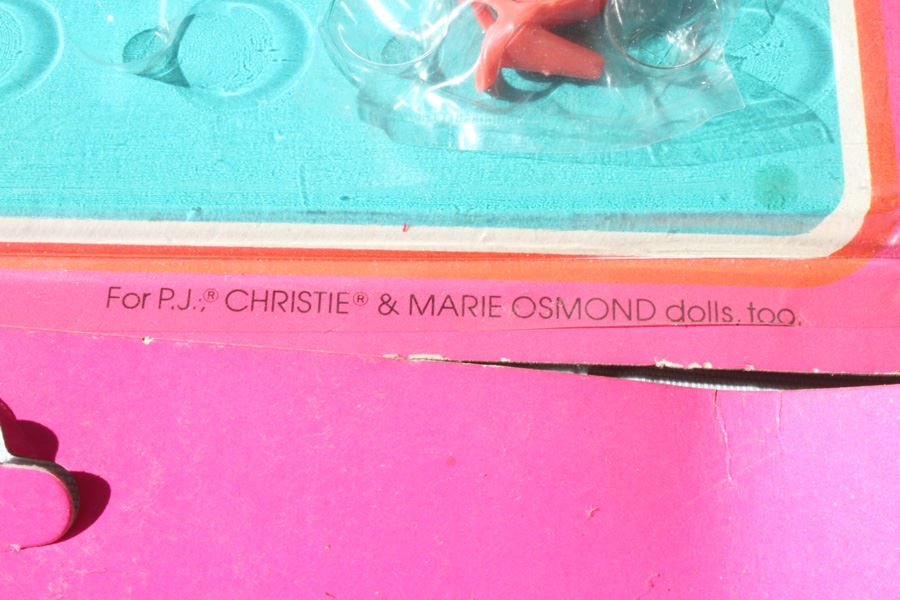 For P.J.,® CHRISTIE® & MARIE OSMOND dolls, too.